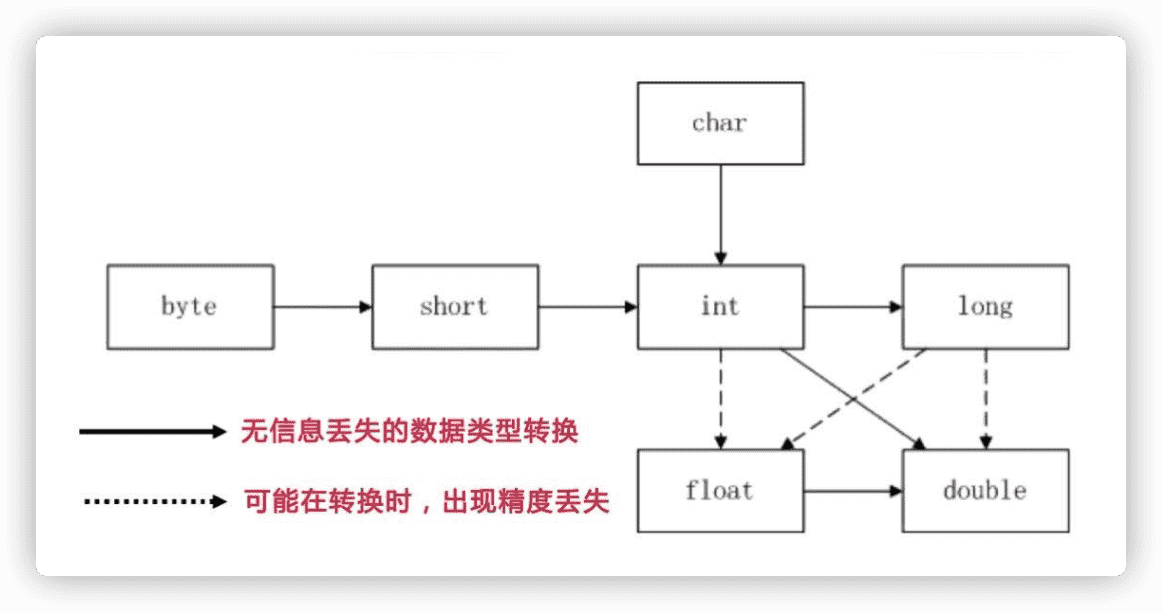 char
byte
short
int
long
无信息丢失的数据类型转换
float
double
可能在转换时，出现精度丢失